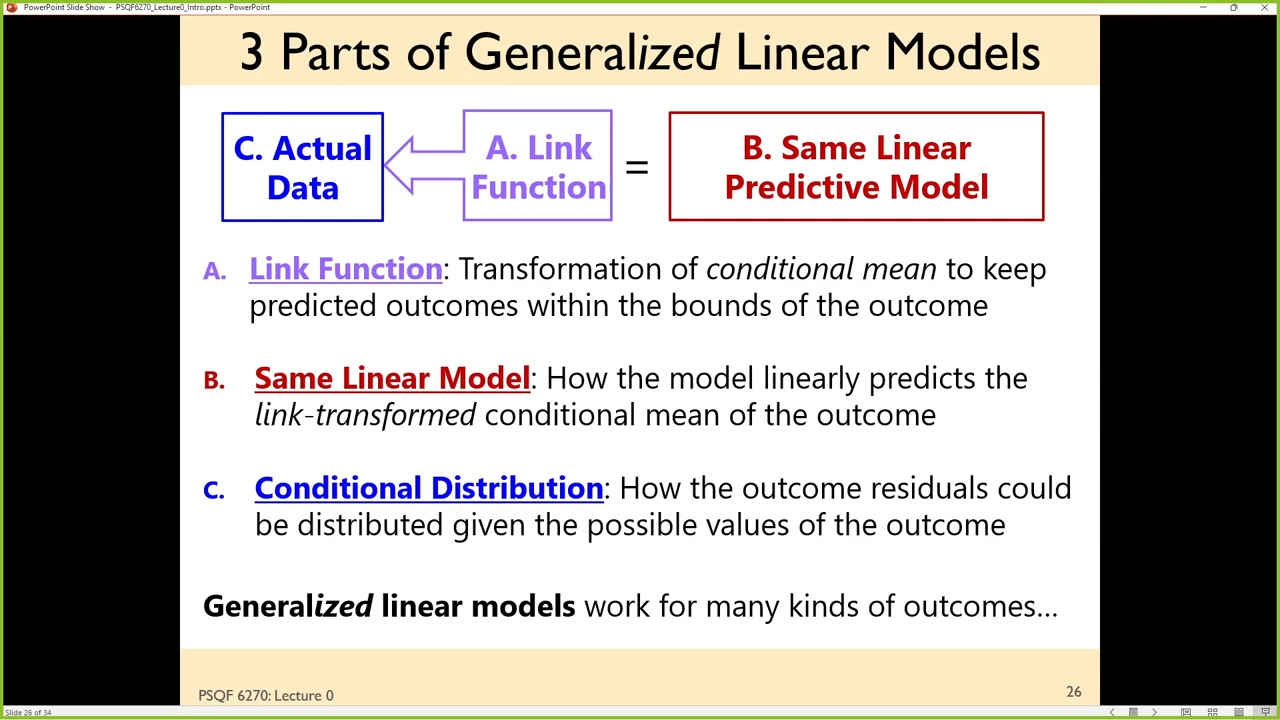 PowerPoint Slide Show - PSQF6270_Lecture0_Intro.pptx - PowerPoint
3 Parts of Generalized Linear Models
C. Actual
Data
A. Link
Function
=
B. Same Linear
Predictive Model
A. Link Function: Transformation of conditional mean to keep
predicted outcomes within the bounds of the outcome
B. Same Linear Model: How the model linearly predicts the
link-transformed conditional mean of the outcome
C. Conditional Distribution: How the outcome residuals could
be distributed given the possible values of the outcome
Generalized linear models work for many kinds of outcomes…
PSQF 6270: Lecture 0
26
Slide 26 of 34